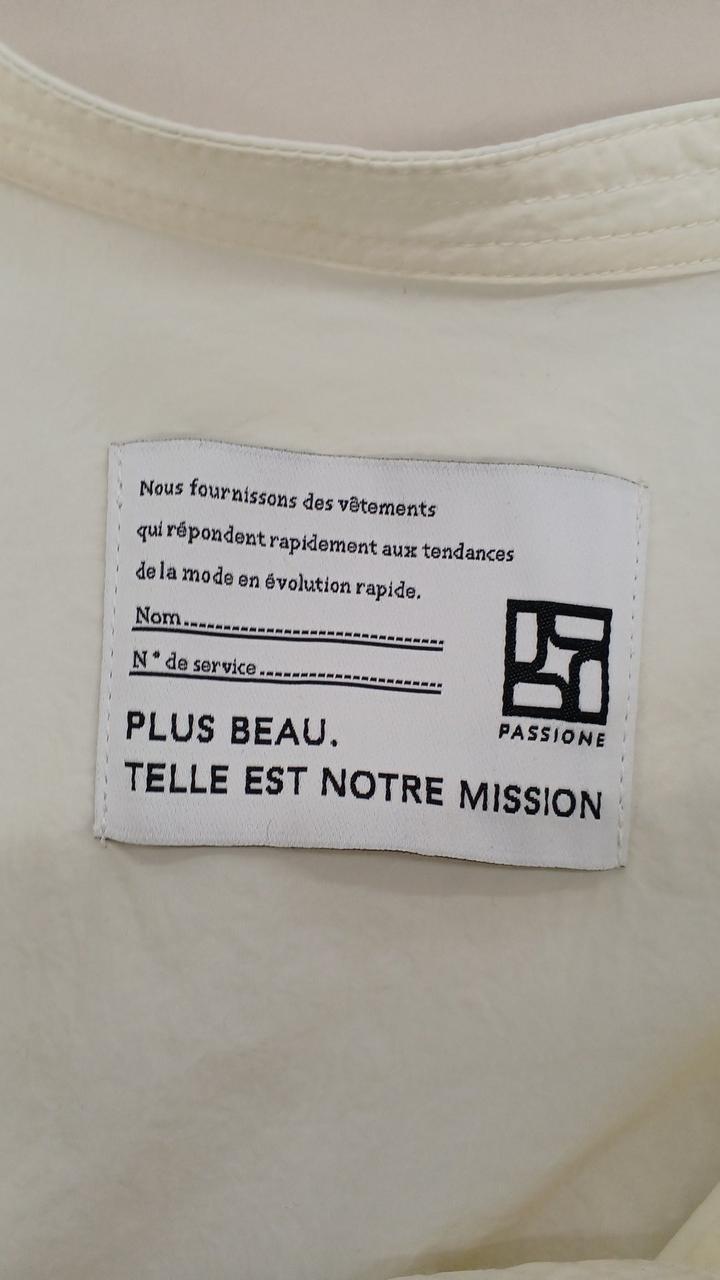 Nous fournissons des vêtements
qui répondent rapidement aux tendances
de la mode en évolution rapide.
Nom
N° de service
PASSIONE
PLUS BEAU.
TELLE EST NOTRE MISSION